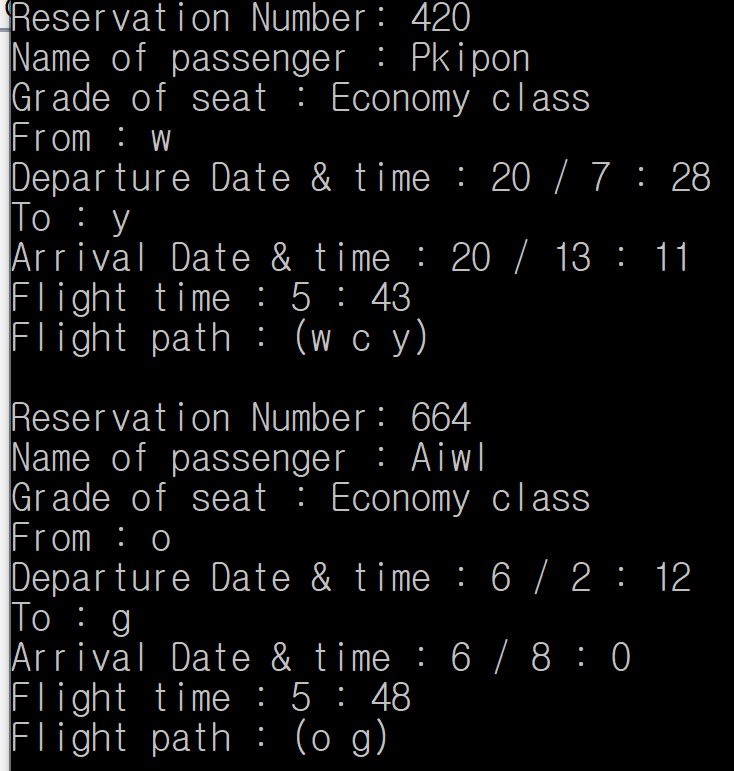 Reservation Number: 420
Name of passenger : Pkipon
Grade of seat : Economy class
From : w
Departure Date & time : 20 / 7 : 28
To : y
Arrival Date & time : 20 / 13 : 11
Flight time : 5 : 43
Flight path : (w c y)
Reservation Number: 664
Name of passenger : Aiwl
Grade of seat : Economy class
From : o
Departure Date & time : 6 / 2 : 12
To : g
Arrival Date & time : 6 / 8 : 0
Flight time : 5 : 48
Flight path : (o g)